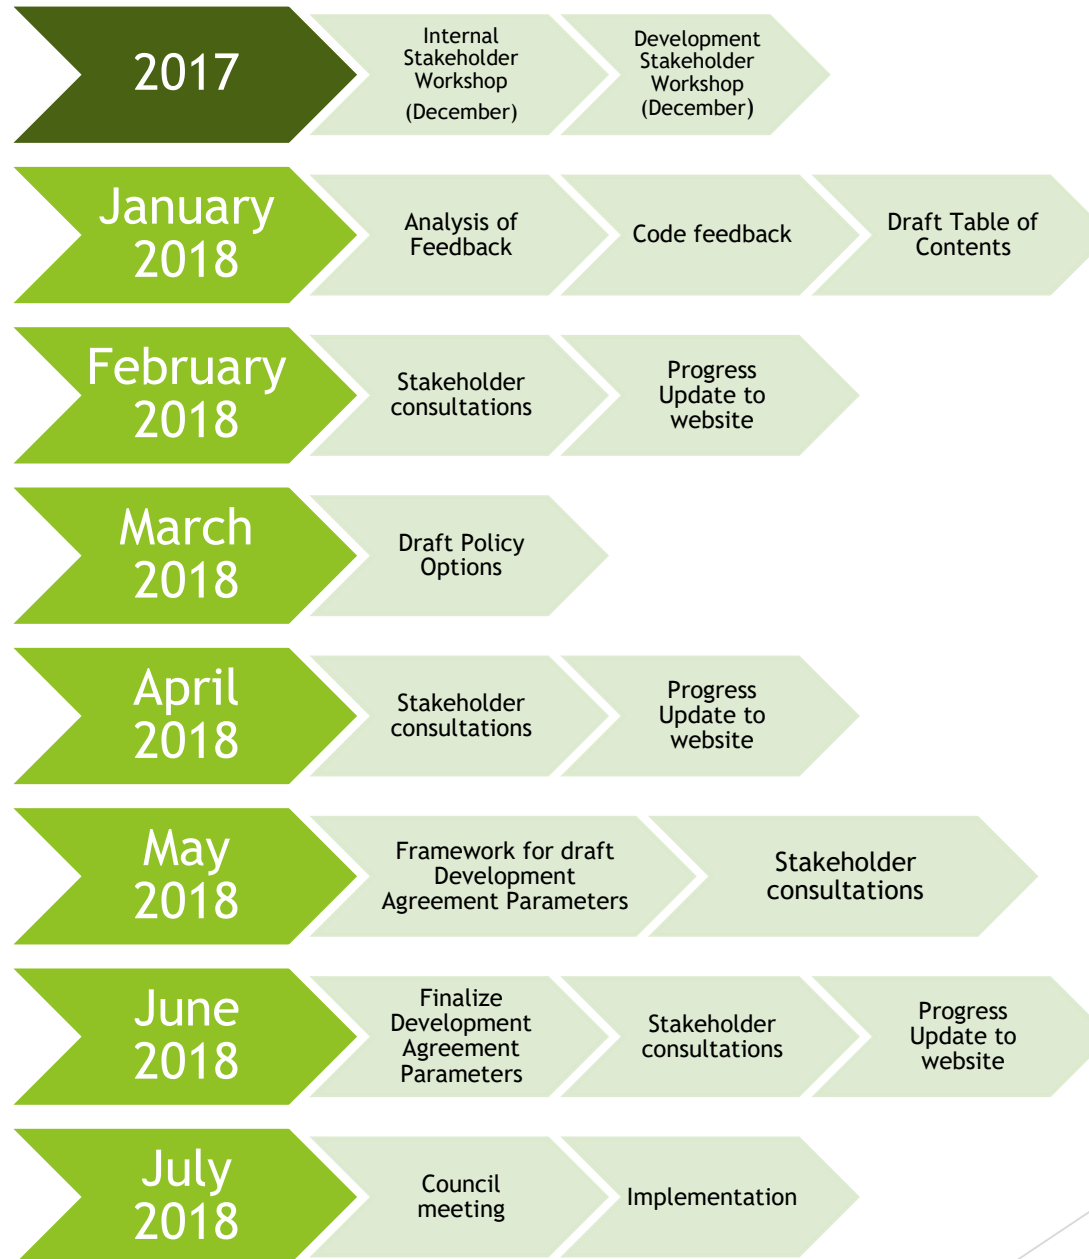 2017
Internal
Stakeholder
Workshop
(December)
Development
Stakeholder
Workshop
(December)
January
2018
Analysis of
Feedback
Code feedback
Draft Table of
Contents
February
2018
Stakeholder
consultations
Progress
Update to
website
March
2018
Draft Policy
Options
April
2018
Stakeholder
consultations
Progress
Update to
website
May
2018
Framework for draft
Development
Agreement Parameters
Stakeholder
consultations
June
2018
Finalize
Development
Agreement
Parameters
Stakeholder
consultations
Progress
Update to
website
July
2018
Council
meeting
Implementation